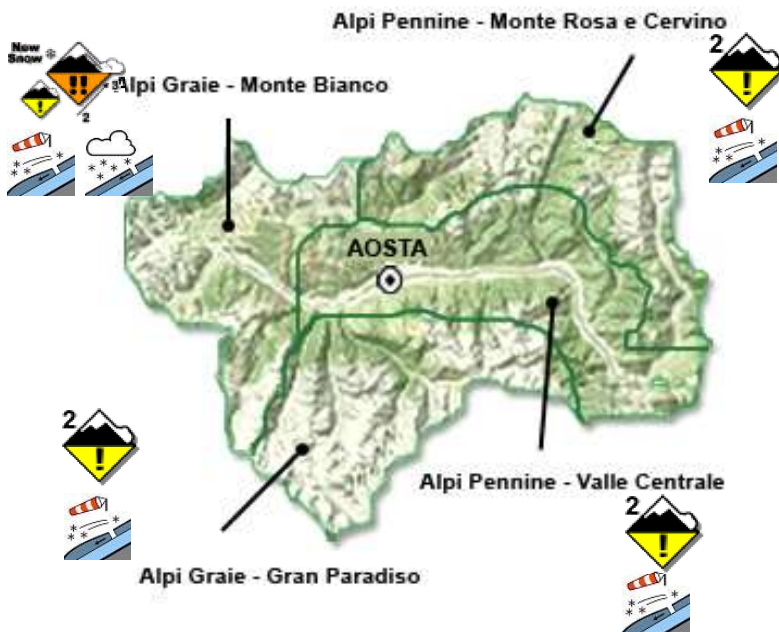 Alpi Pennine - Monte Rosa e Cervino
2
!
New
Snow
!!
!
3
2
Alpi Graie - Monte Bianco
AOSTA
2
!
Alpi Pennine - Valle Centrale
2
!
Alpi Graie - Gran Paradiso